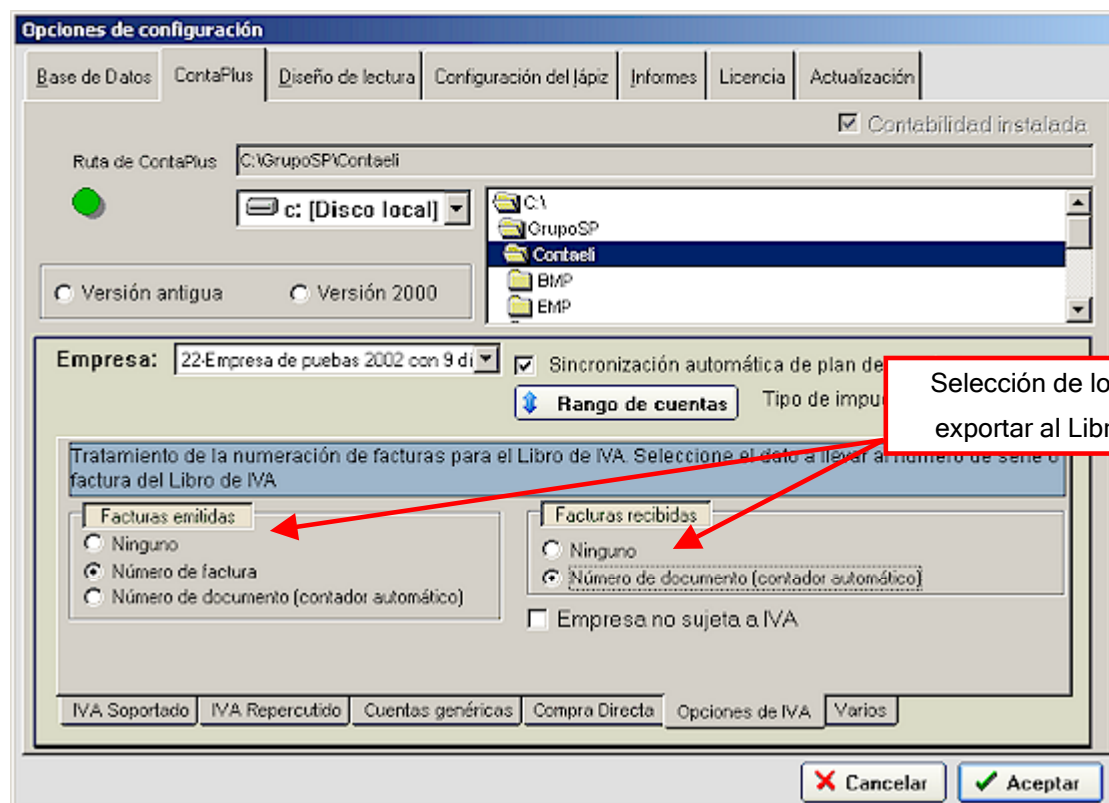 Opciones de configuración
Base de Datos ContaPlus Diseño de lectura Configuración del lápiz Informes Licencia Actualización
Contabilidad instalada
Ruta de ContaPlus C:\GrupoSP\Contaeli
c: [Disco local]
C:\
GrupoSP
Contaeli
BMP
EMP
Versión antigua Versión 2000
Empresa: 22-Empresa de puebas 2002 con 9 di
Sincronización automática de plan de
Rango de cuentas Tipo de impu
Selección de lo
exportar al Libr
Tratamiento de la numeración de facturas para el Libro de IVA. Seleccione el dato a llevar al número de serie o
factura del Libro de IVA
Facturas emitidas
Ninguno
Número de factura
Número de documento (contador automático)
Facturas recibidas
Ninguno
Número de documento (contador automático)
Empresa no sujeta a IVA
IVA Soportado IVA Repercutido Cuentas genéricas Compra Directa Opciones de IVA Varios
Cancelar Aceptar